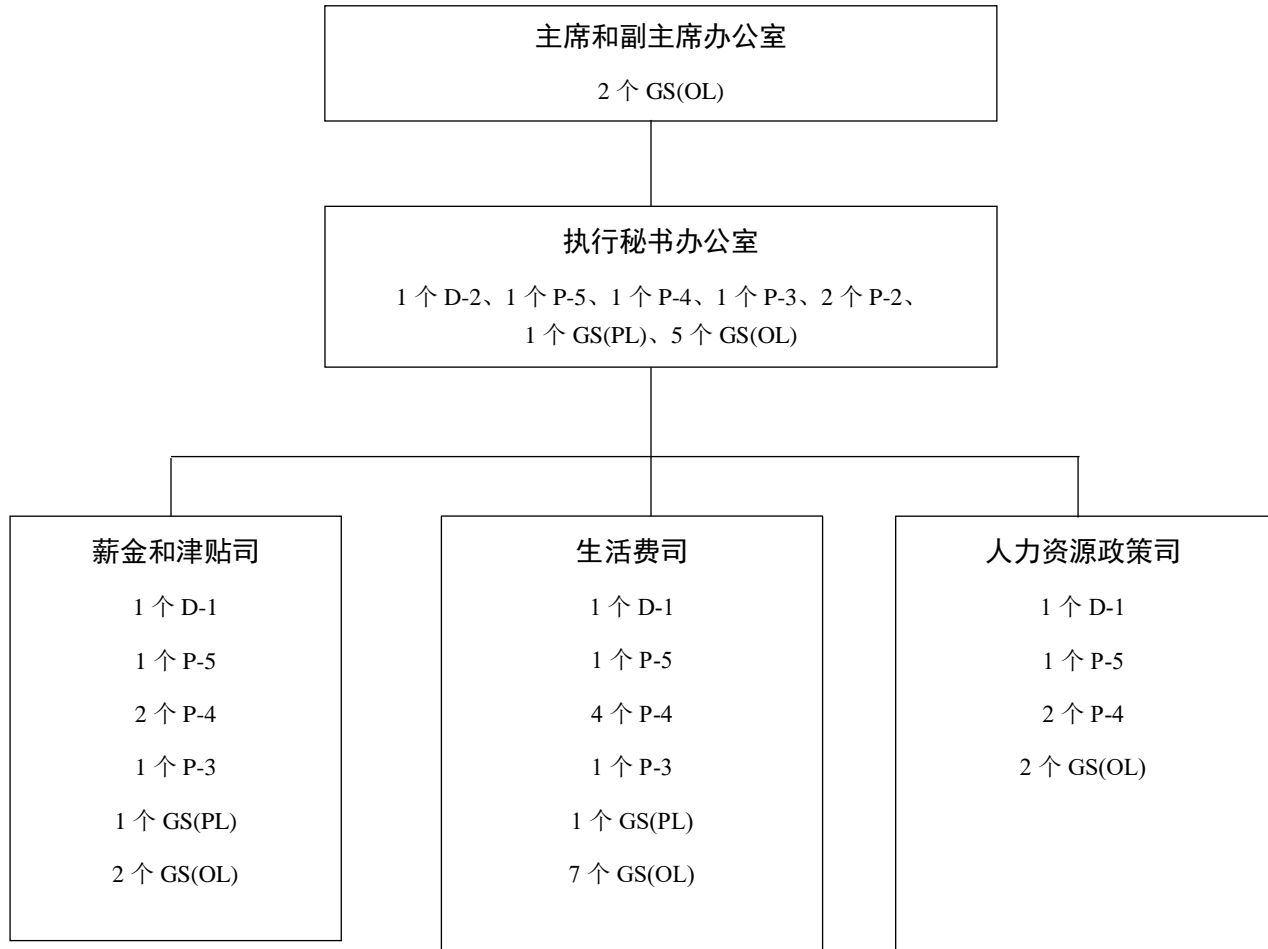 主席和副主席办公室
2 个 GS(OL)
执行秘书办公室
1 个 D-2、1 个 P-5、1 个 P-4、1 个 P-3、2 个 P-2、
1 个 GS(PL)、5 个 GS(OL)
薪金和津贴司
1 个 D-1
1 个 P-5
2 个 P-4
1 个 P-3
1 个 GS(PL)
2 个 GS(OL)
生活费司
1 个 D-1
1 个 P-5
4 个 P-4
1 个 P-3
1 个 GS(PL)
7 个 GS(OL)
人力资源政策司
1 个 D-1
1 个 P-5
2 个 P-4
2 个 GS(OL)